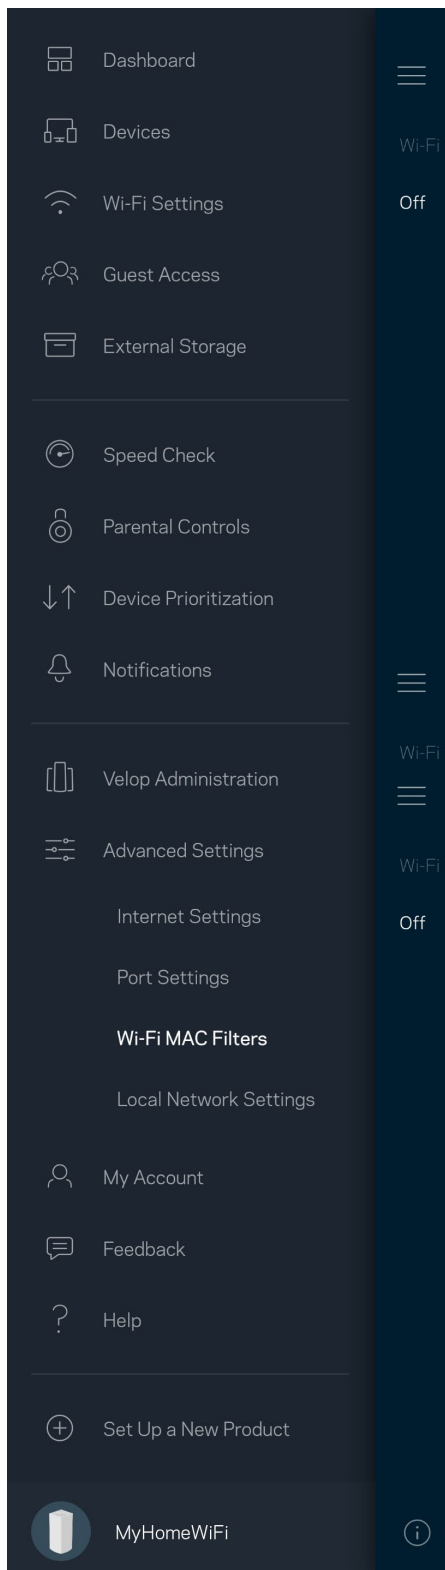 Dashboard
Devices
Wi-Fi Settings
Guest Access
External Storage
Speed Check
Parental Controls
Device Prioritization
Notifications
Velop Administration
Advanced Settings
Internet Settings
Port Settings
Wi-Fi MAC Filters
Local Network Settings
My Account
Feedback
Help
Set Up a New Product
MyHomeWiFi
Wi-Fi
Off
Wi-Fi
Wi-Fi
Off